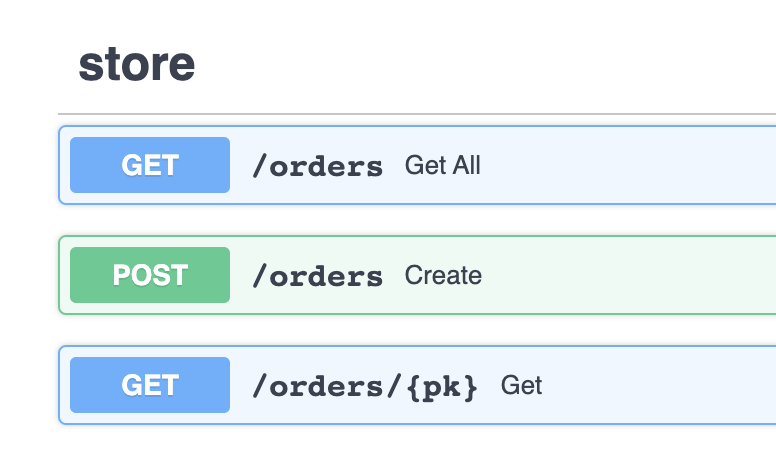 store
GET /orders Get All
POST /orders Create
GET /orders/{pk} Get